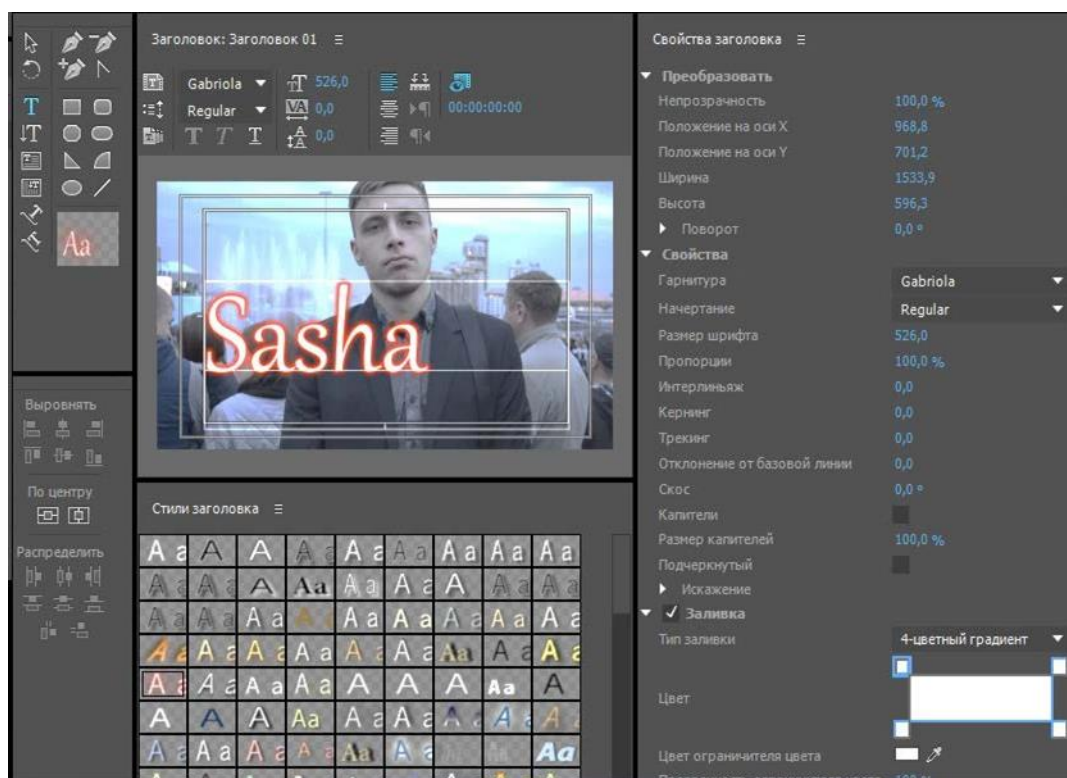 Заголовок: Заголовок 01
Gabriola
526,0
Regular
0,0
00:00:00:00
T T T
0,0
Aa
Sasha
Выровнять
По центру
Распределить
Стили заголовка
Свойства заголовка
Преобразовать
Непрозрачность 100,0 %
Положение на оси X 968,8
Положение на оси Y 701,2
Ширина 1533,9
Высота 596,3
Поворот 0,0 °
Свойства
Гарнитура Gabriola
Начертание Regular
Размер шрифта 526,0
Пропорции 100,0 %
Интерлиньяж 0,0
Кернинг 0,0
Трекинг 0,0
Отклонение от базовой линии 0,0
Скос 0,0 °
Капители
Размер капителей 100,0 %
Подчеркнутый
Искажение
Заливка
Тип заливки 4-цветный градиент
Цвет
Цвет ограничителя цвета